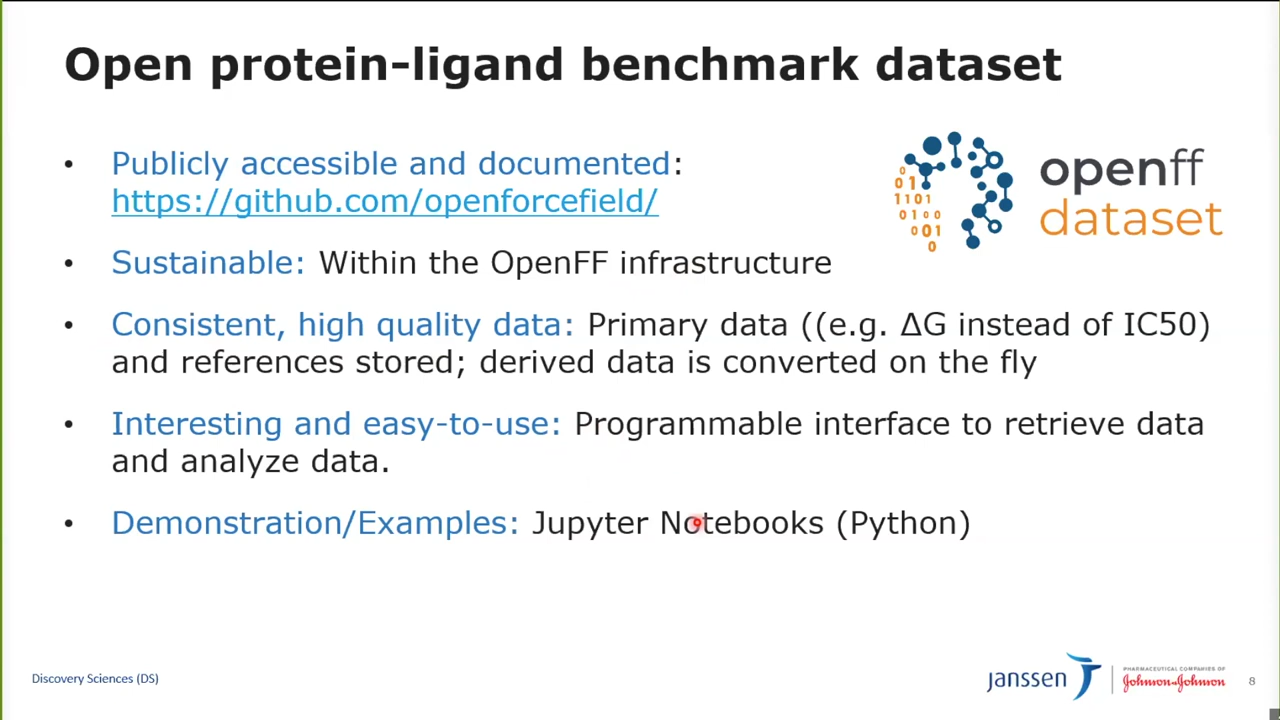 Open protein-ligand benchmark dataset
• Publicly accessible and documented:
https://github.com/openforcefield/
openff
dataset
• Sustainable: Within the OpenFF infrastructure
• Consistent, high quality data: Primary data ((e.g. ΔG instead of IC50)
and references stored; derived data is converted on the fly
• Interesting and easy-to-use: Programmable interface to retrieve data
and analyze data.
• Demonstration/Examples: Jupyter Notebooks (Python)
Discovery Sciences (DS)
janssen
PHARMACEUTICAL COMPANIES OF
Johnson & Johnson
8